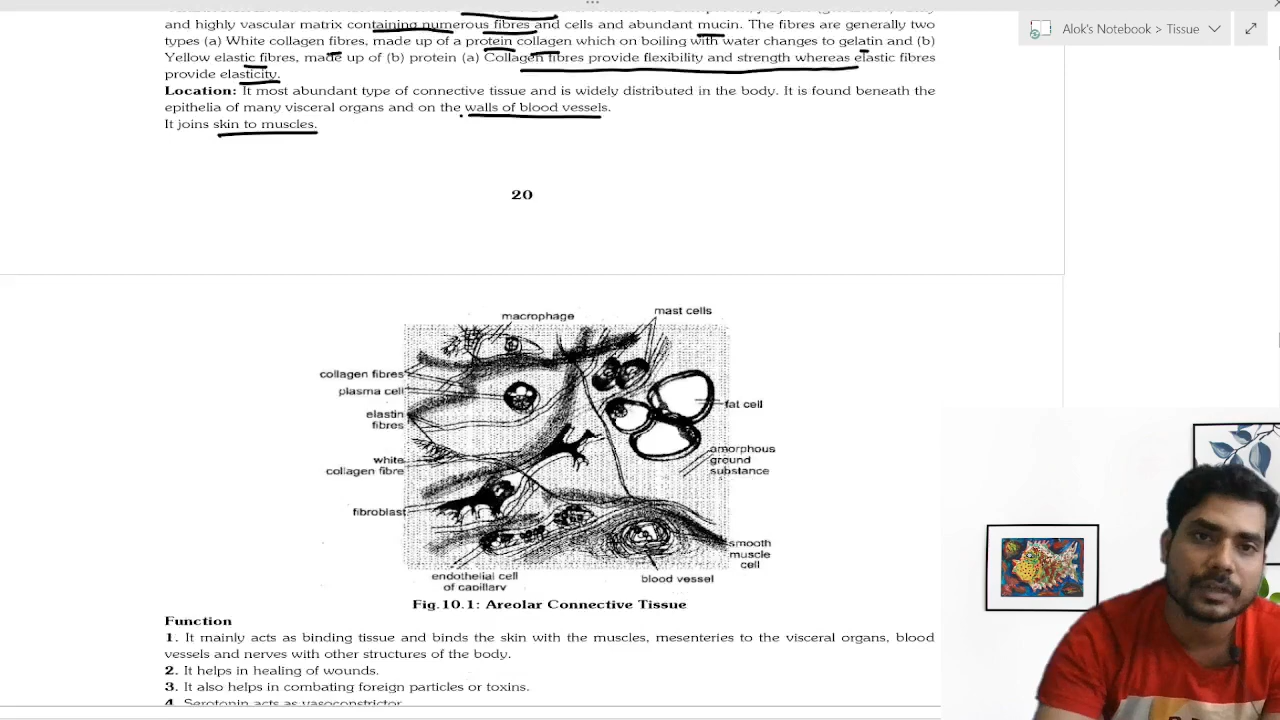 and highly vascular matrix containing numerous fibres and cells and abundant mucin. The fibres are generally two
types (a) White collagen fibres, made up of a protein collagen which on boiling with water changes to gelatin and (b)
Yellow elastic fibres, made up of (b) protein (a) Collagen fibres provide flexibility and strength whereas elastic fibres
provide elasticity.
Location: It most abundant type of connective tissue and is widely distributed in the body. It is found beneath the
epithelia of many visceral organs and on the walls of blood vessels.
It joins skin to muscles.
20
Alok's Notebook > Tissue
macrophage
mast cells
collagen fibres
plasma cell
elastin
fibres
white
collagen fibre
fibroblast
fat cell
amorphous
ground
substance
smooth
muscle
cell
endothelial cell
of capillary
blood vessel
Fig.10.1: Areolar Connective Tissue
Function
1. It mainly acts as binding tissue and binds the skin with the muscles, mesenteries to the visceral organs, blood
vessels and nerves with other structures of the body.
2. It helps in healing of wounds.
3. It also helps in combating foreign particles or toxins.
4. Serotonin acts as vasoconstrictor